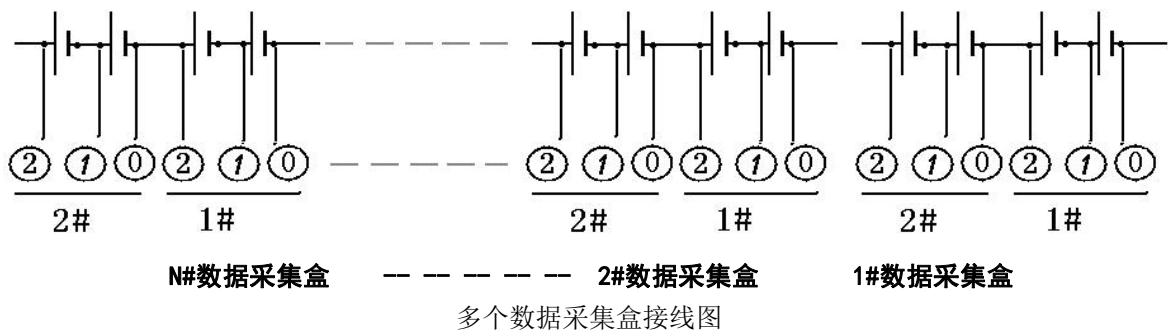 2 1 0 2 1 0 2 1 0 2 1 0 2 1 0 2 1 0
2# 1# 2# 1# 2# 1#
N#数据采集盒 -- -- -- -- -- 2#数据采集盒 1#数据采集盒
多个数据采集盒接线图